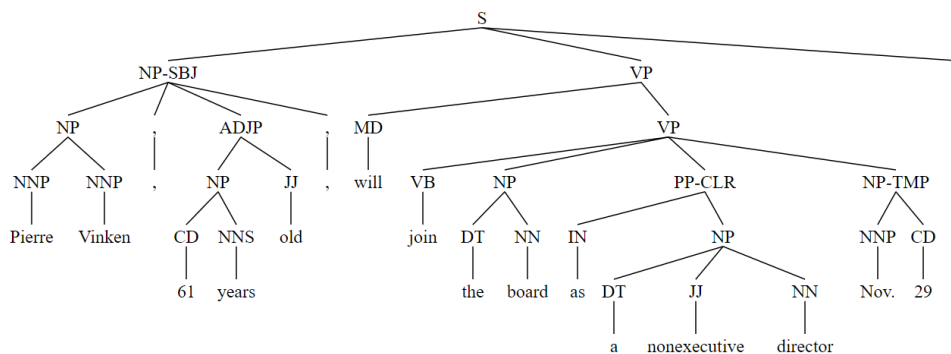 S
NP-SBJ VP
NP , ADJP , MD VP
NNP NNP , NP JJ , will VB NP PP-CLR NP-TMP
Pierre Vinken CD NNS old join DT NN IN NP NNP CD
61 years the board as DT JJ NN Nov. 29
a nonexecutive director